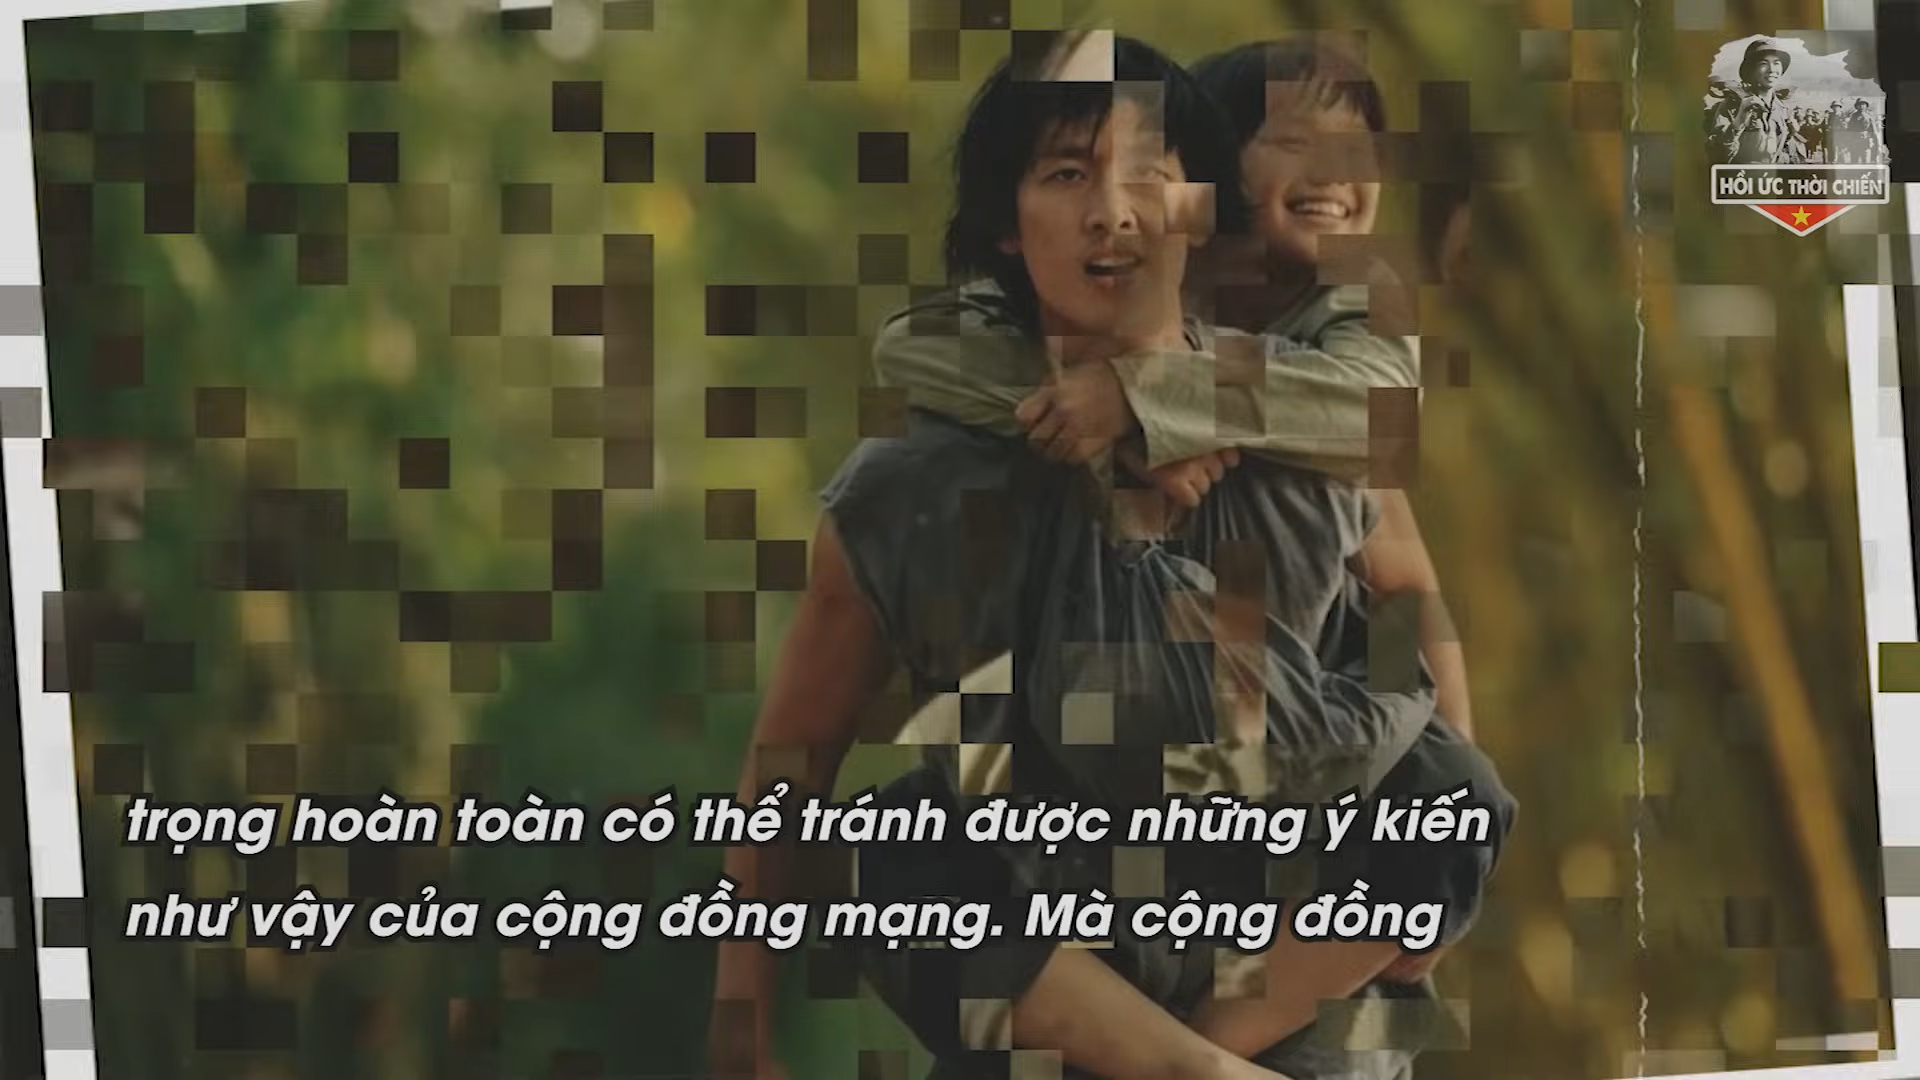 HỒI ỨC THỜI CHIẾN
trọng hoàn toàn có thể tránh được những ý kiến
như vậy của cộng đồng mạng. Mà cộng đồng